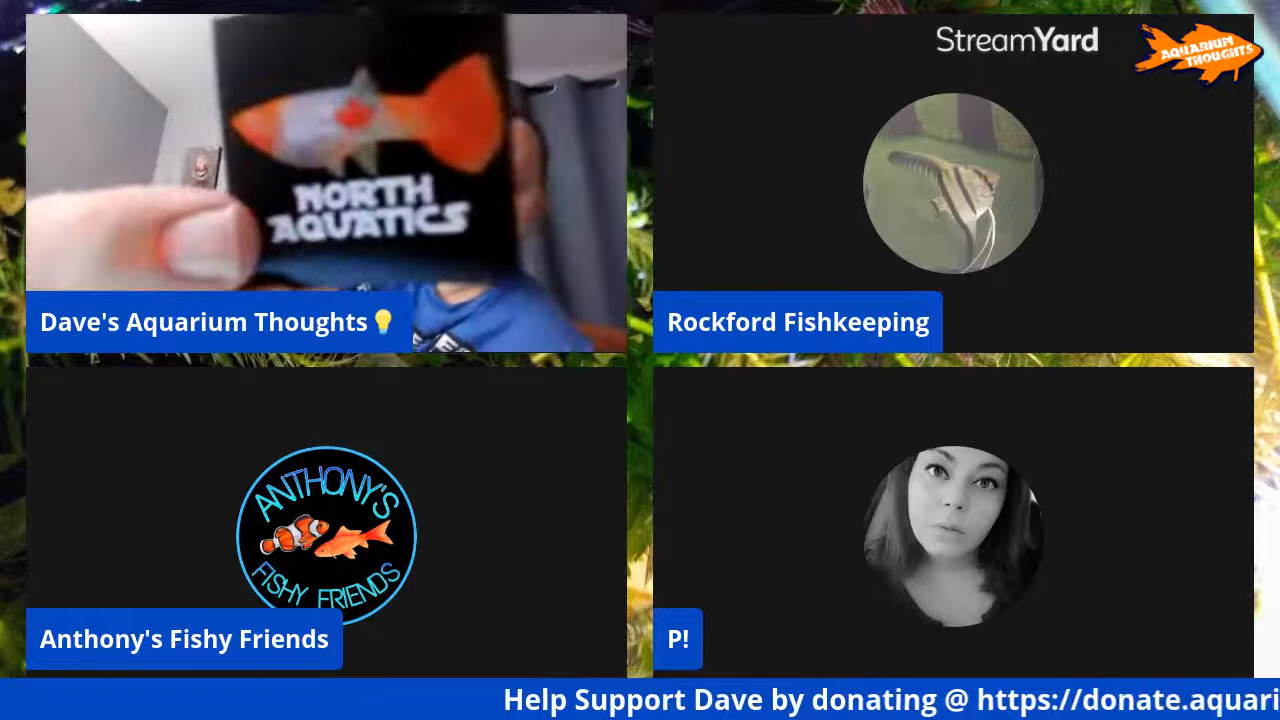 StreamYard
AQUARIUM
THOUGHTS
NORTH
AQUATICS
Dave's Aquarium Thoughts
Rockford Fishkeeping
ANTHONY'S
FISHY FRIENDS
Anthony's Fishy Friends
P!
Help Support Dave by donating @ https://donate.aquari